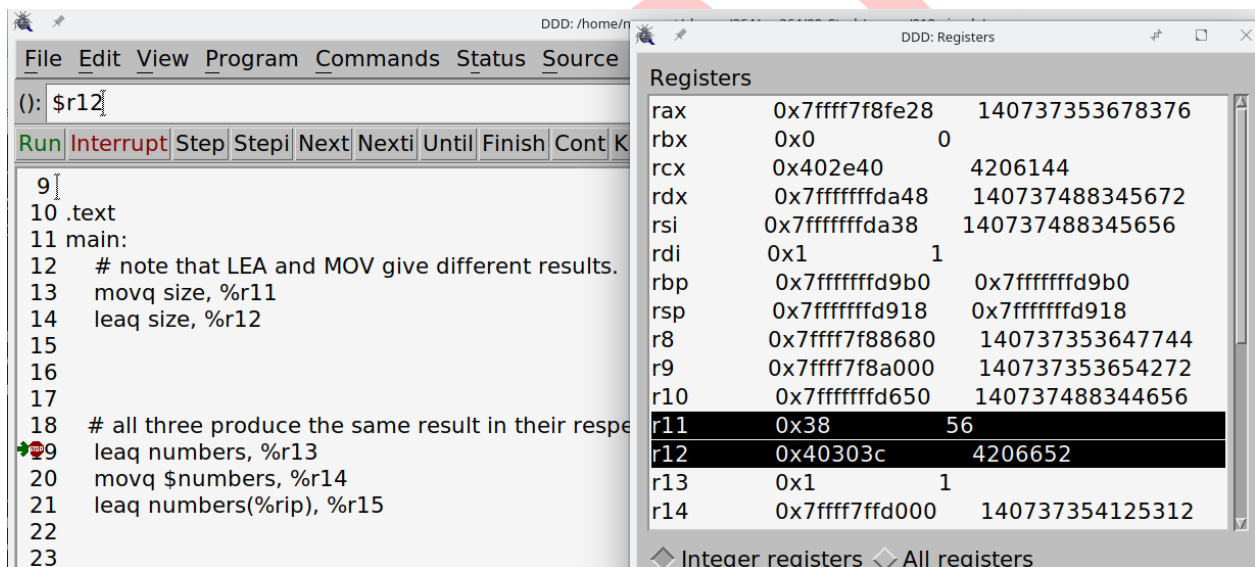 DDD: /home/n
File Edit View Program Commands Status Source
(): $r12
Run Interrupt Step Stepi Next Nexti Until Finish Cont K
9
10 .text
11 main:
12 # note that LEA and MOV give different results.
13 movq size, %r11
14 leaq size, %r12
15
16
17
18 # all three produce the same result in their respe
19 leaq numbers, %r13
20 movq $numbers, %r14
21 leaq numbers(%rip), %r15
22
23
DDD: Registers
Registers
rax 0x7ffff7f8fe28 140737353678376
rbx 0x0 0
rcx 0x402e40 4206144
rdx 0x7fffffffda48 140737488345672
rsi 0x7fffffffda38 140737488345656
rdi 0x1 1
rbp 0x7fffffffd9b0 0x7fffffffd9b0
rsp 0x7fffffffd918 0x7fffffffd918
r8 0x7ffff7f88680 140737353647744
r9 0x7ffff7f8a000 140737353654272
r10 0x7fffffffd650 140737488344656
r11 0x38 56
r12 0x40303c 4206652
r13 0x1 1
r14 0x7ffff7ffd000 140737354125312
Integer registers All registers